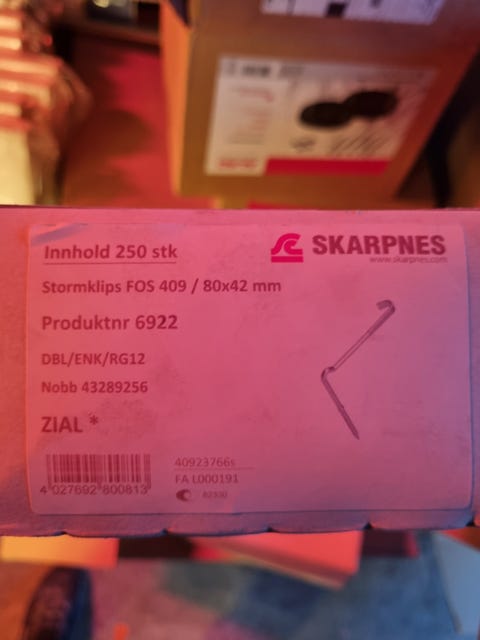 Innhold 250 stk
SKARPNES
www.skarpnes.com
Stormklips FOS 409 / 80x42 mm
Produktnr 6922
DBL/ENK/RG12
Nobb 43289256
ZIAL *
4 027692 800813
40923766s
FA L000191